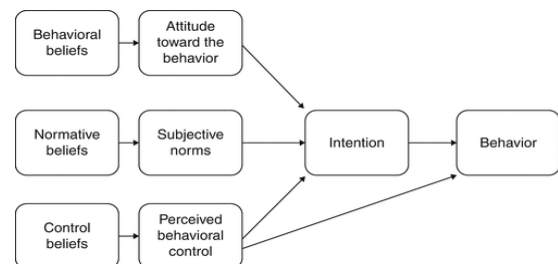 Behavioral
beliefs
Attitude
toward the
behavior
Normative
beliefs
Subjective
norms
Intention
Behavior
Control
beliefs
Perceived
behavioral
control